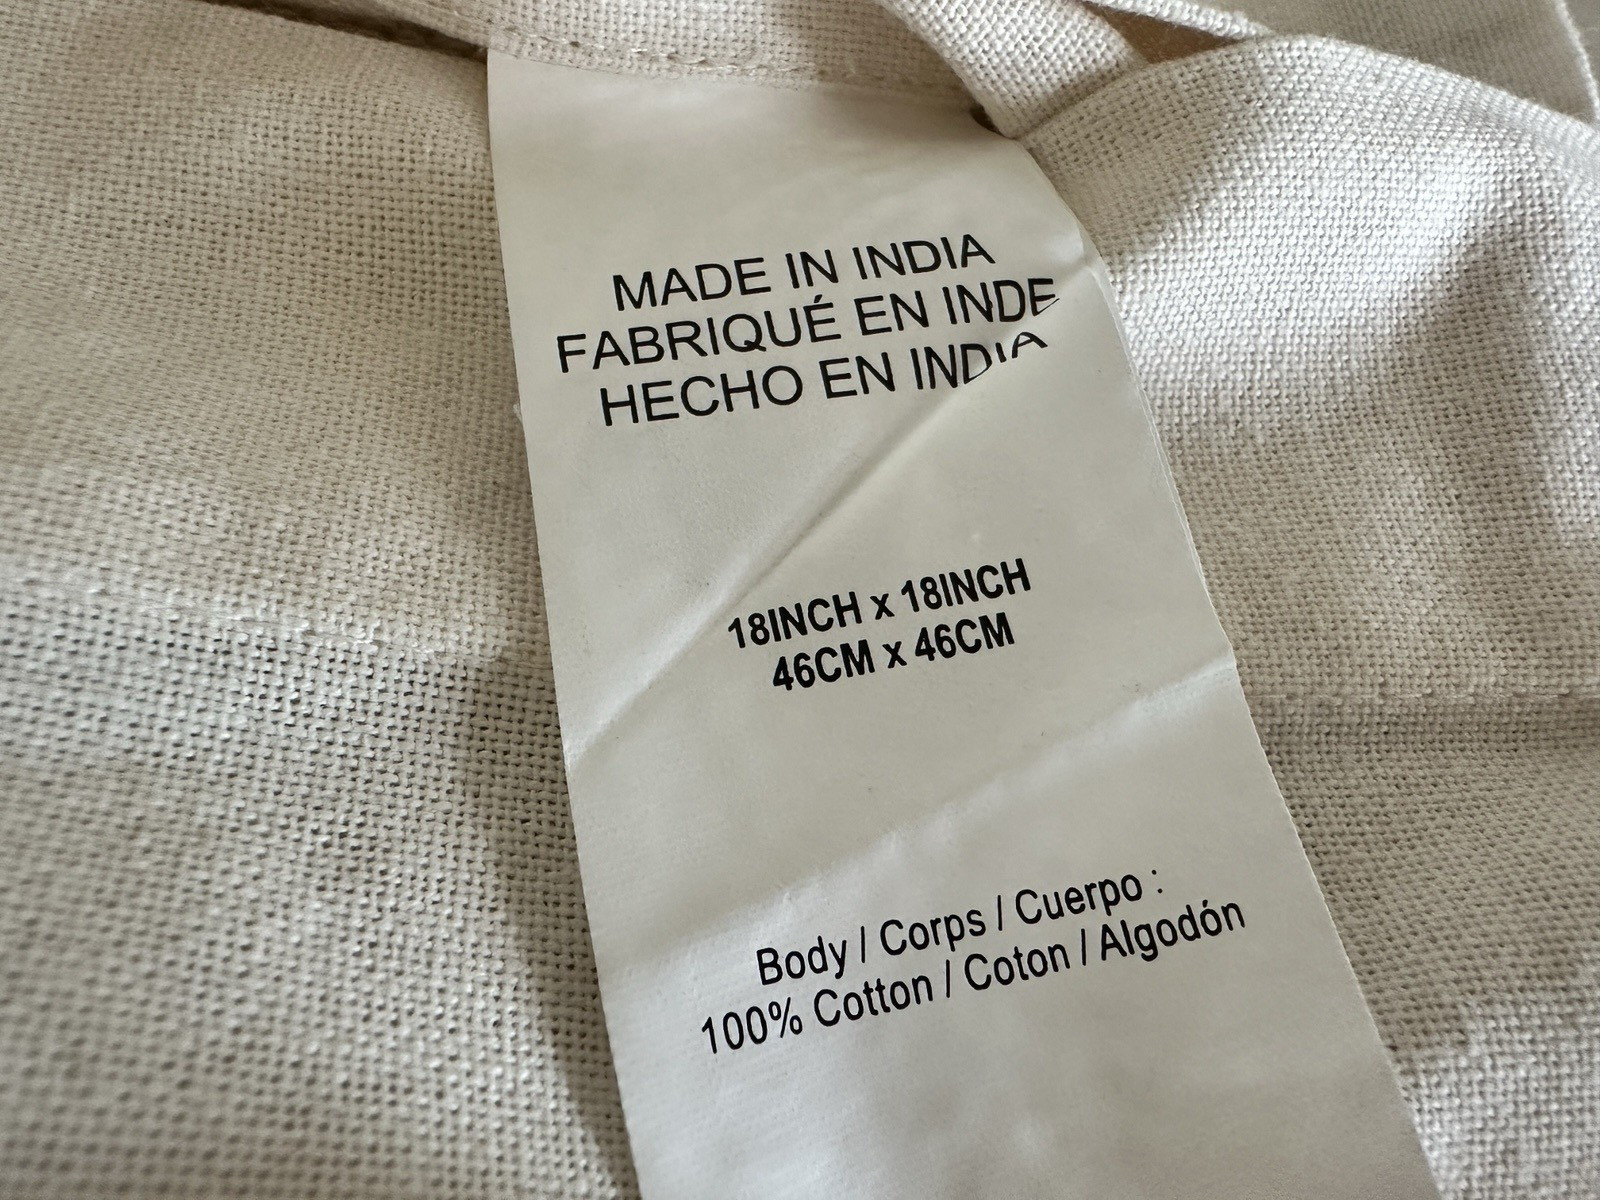 MADE IN INDIA
FABRIQUÉ EN INDE
HECHO EN INDIA
18INCH x 18INCH
46CM x 46CM
Body / Corps / Cuerpo :
100% Cotton / Coton / Algodón